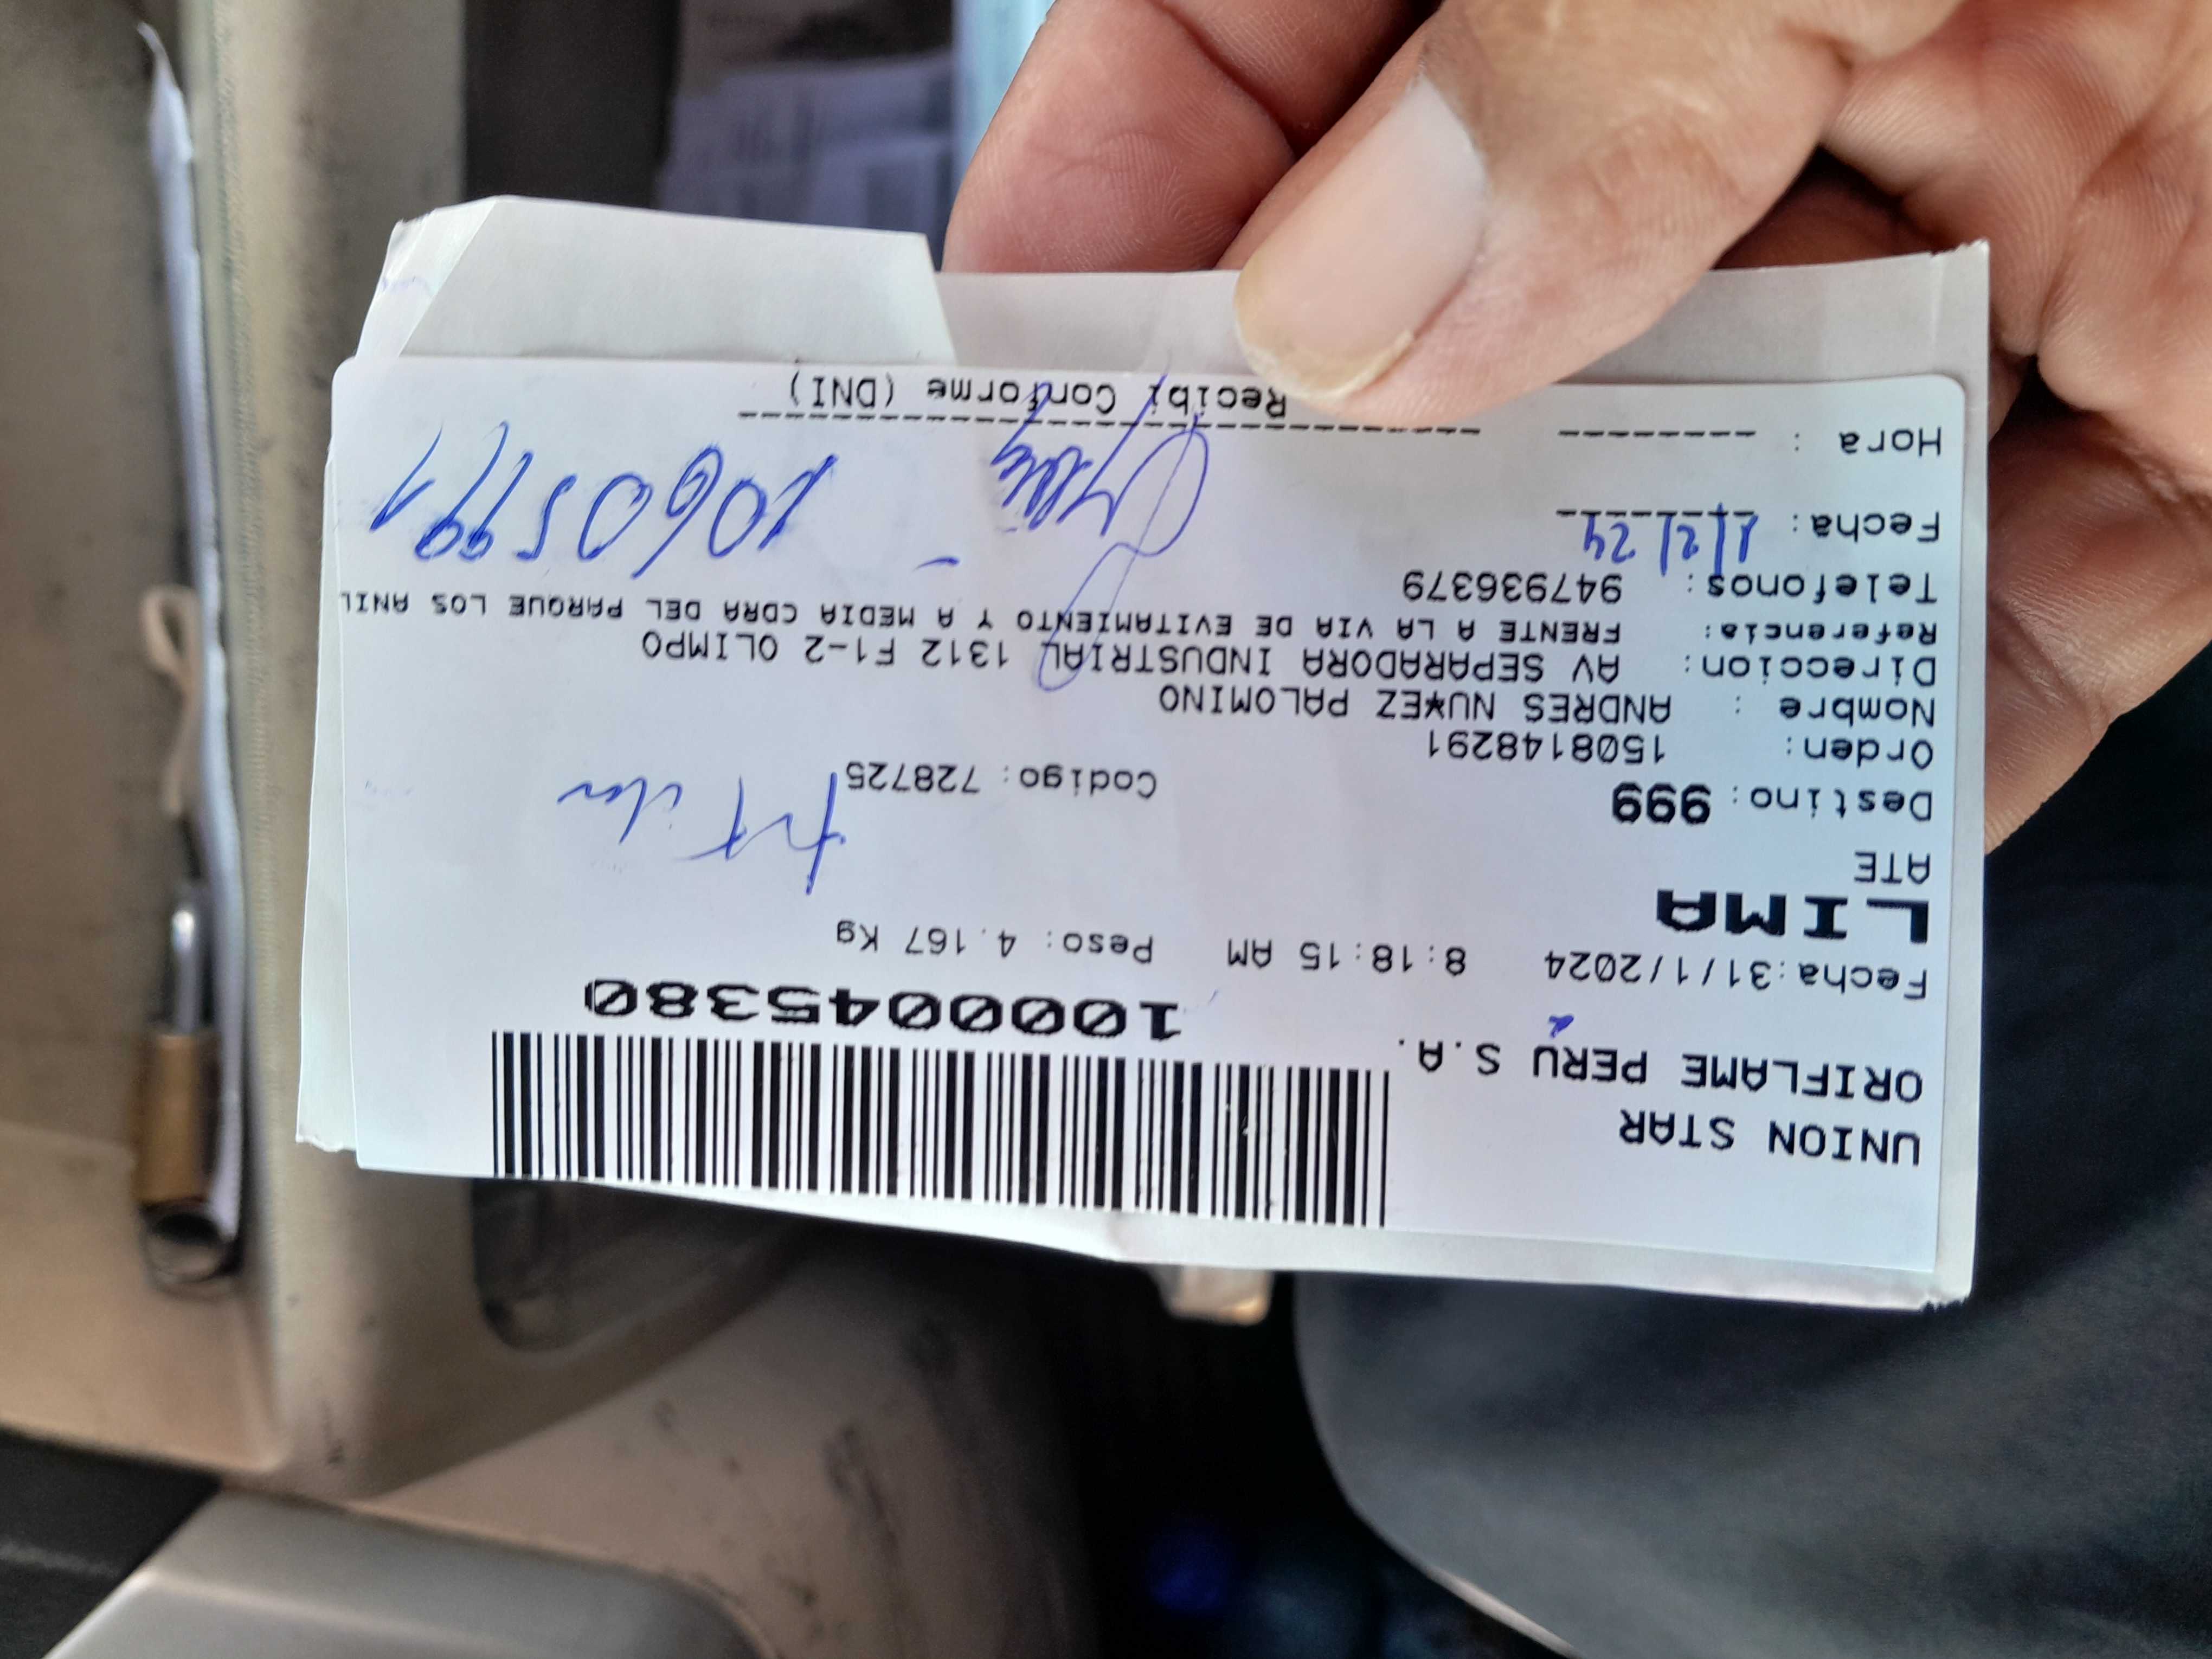 UNION STAR
ORIFLAME PERU S.A.
1000045380
Fecha:31/1/2024 8:18:15 AM Peso: 4.167 Kg
LIMA
ATE
Destino: 999 Codigo: 728725
Orden: 1508148291
Nombre : ANDRES NU¥EZ PALOMINO
Direccion: AV SEPARADORA INDUSTRIAL 1312 F1-2 OLIMPO
Referencia: FRENTE A LA VIA DE EVITAMIENTO Y A MEDIA CDRA DEL PARQUE LOS ANIL
Telefonos: 947936379
Fecha: 1/2/24
Hora :
Recibi Conforme (DNI)